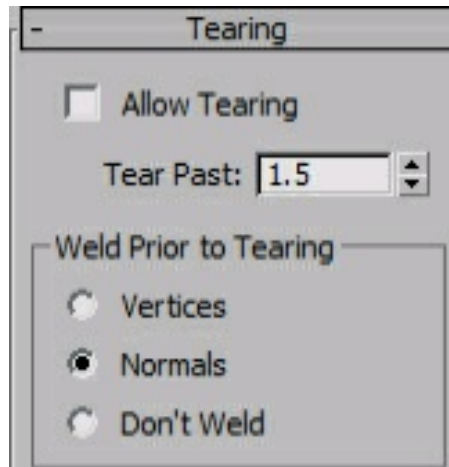 - Tearing
Allow Tearing
Tear Past: 1.5
Weld Prior to Tearing
Vertices
Normals
Don't Weld